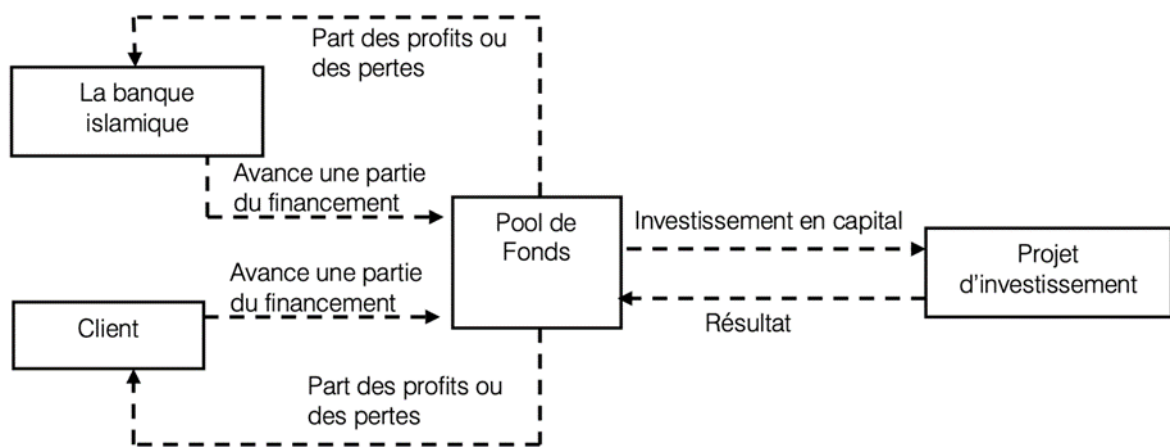 Part des profits ou
des pertes
La banque
islamique
Avance une partie
du financement
Pool de
Fonds
Investissement en capital
Projet
d'investissement
Avance une partie
du financement
Résultat
Client
Part des profits ou
des pertes